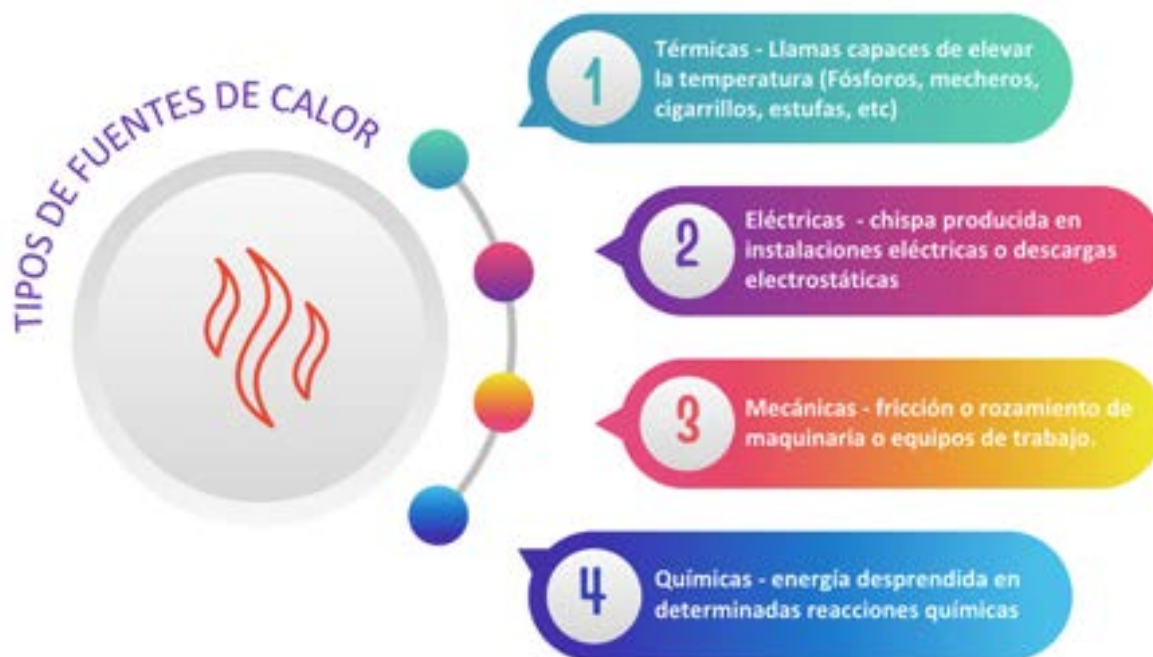 TIPOS DE FUENTES DE CALOR
1
Térmicas - Llamas capaces de elevar
la temperatura (Fósforos, mecheros,
cigarrillos, estufas, etc)
2
Eléctricas - chispa producida en
instalaciones eléctricas o descargas
electrostáticas
3
Mecánicas - fricción o rozamiento de
maquinaria o equipos de trabajo.
4
Químicas - energía desprendida en
determinadas reacciones químicas